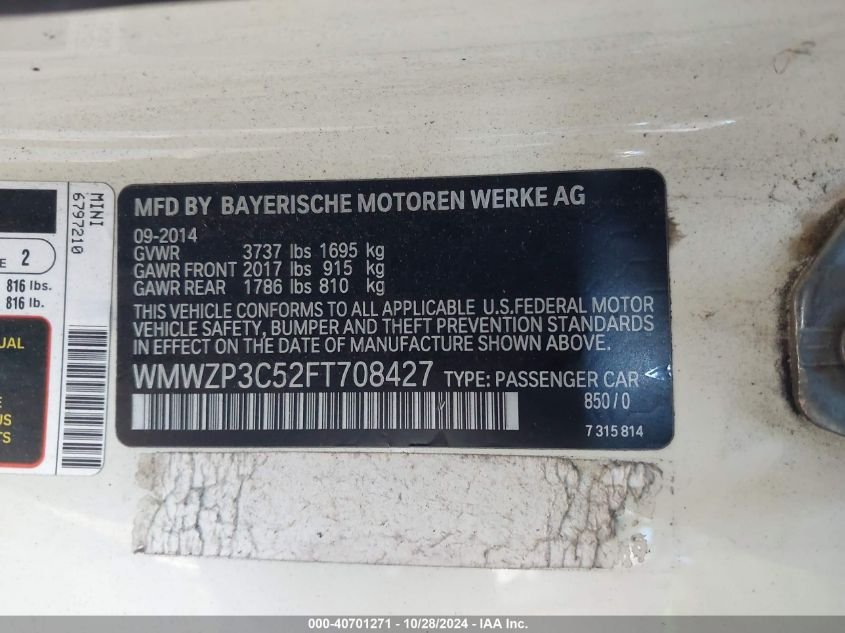 MFD BY BAYERISCHE MOTOREN WERKE AG
09-2014
GVWR 3737 lbs 1695 kg
GAWR FRONT 2017 lbs 915 kg
GAWR REAR 1786 lbs 810 kg
THIS VEHICLE CONFORMS TO ALL APPLICABLE U.S.FEDERAL MOTOR
VEHICLE SAFETY, BUMPER AND THEFT PREVENTION STANDARDS
IN EFFECT ON THE DATE OF MANUFACTURE SHOWN ABOVE.
WMWZP3C52FT708427 TYPE: PASSENGER CAR
850/0
7 315 814
MINI
6797210
2
816 lbs.
816 lb.
000-40701271 - 10/28/2024 - IAA Inc.